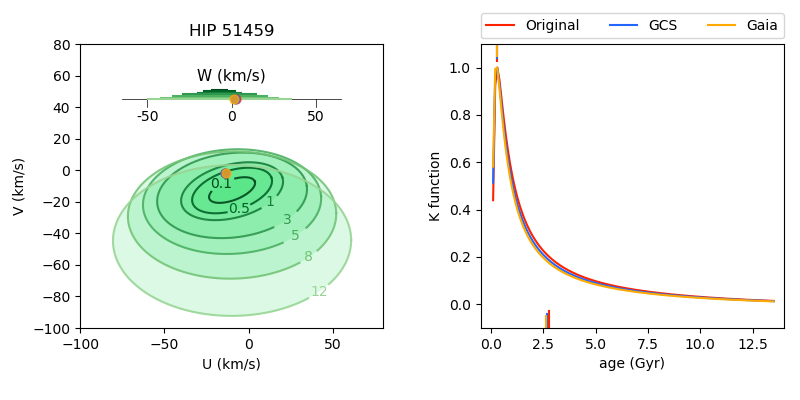 HIP 51459
80
60
40
20
0
−20
−40
−60
−80
−100
V (km/s)
W (km/s)
-50 0 50
0.1
0.5
1
3
5
8
12
−100 −50 0 50
U (km/s)
Original GCS Gaia
1.0
0.8
0.6
0.4
0.2
0.0
K function
0.0 2.5 5.0 7.5 10.0 12.5
age (Gyr)